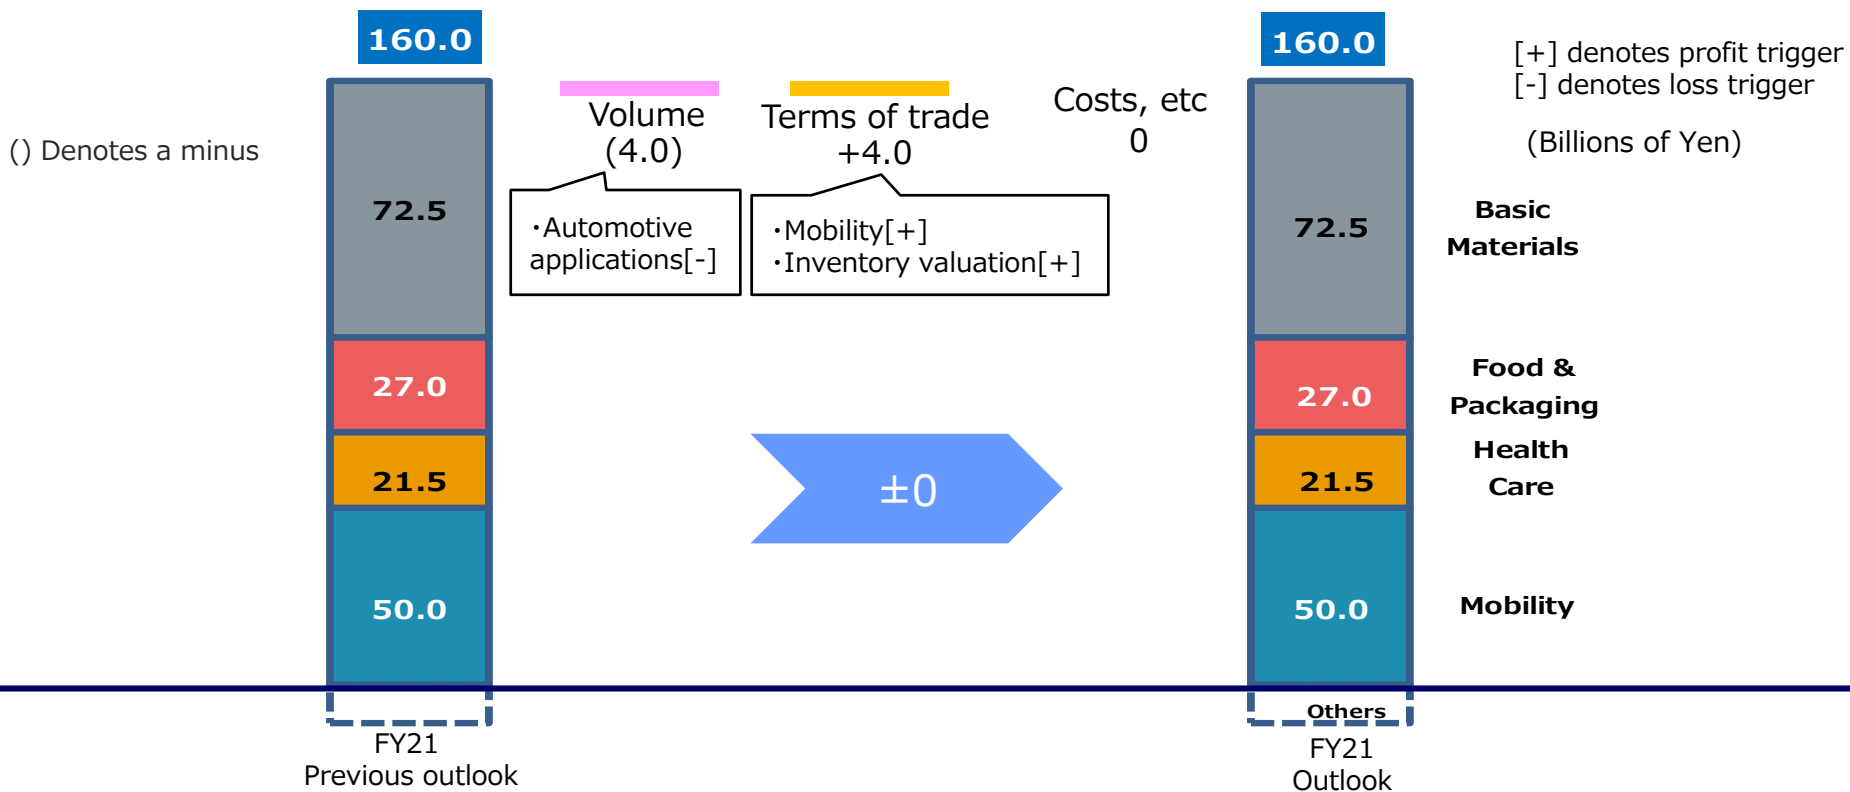 160.0
160.0
[+] denotes profit trigger
[-] denotes loss trigger
(Billions of Yen)
() Denotes a minus
Volume
(4.0)
Terms of trade
+4.0
Costs, etc
0
・Automotive
applications[-]
・Mobility[+]
・Inventory valuation[+]
72.5
27.0
21.5
50.0
±0
72.5
27.0
21.5
50.0
Basic
Materials
Food &
Packaging
Health
Care
Mobility
Others
FY21
Previous outlook
FY21
Outlook